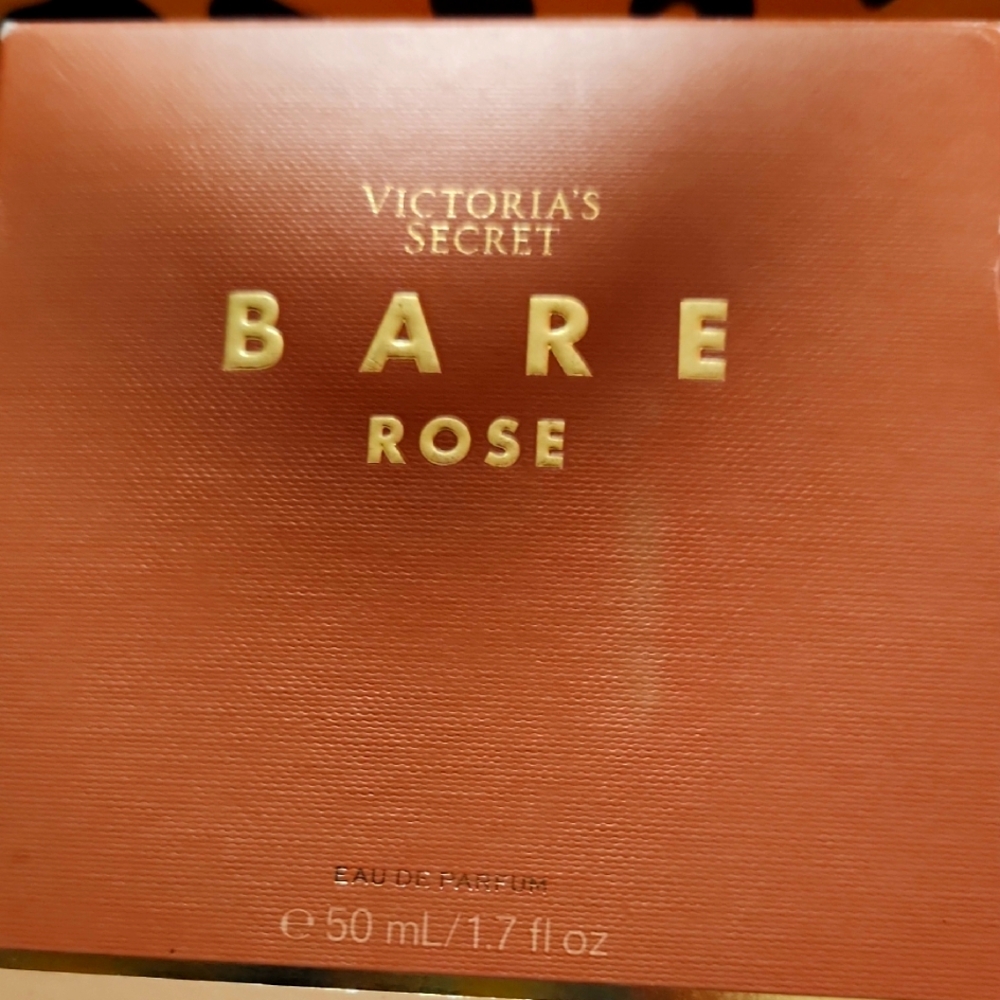 VICTORIA'S
SECRET
BARE
ROSE
EAU DE PARFUM
℮ 50 mL/1.7 fl oz